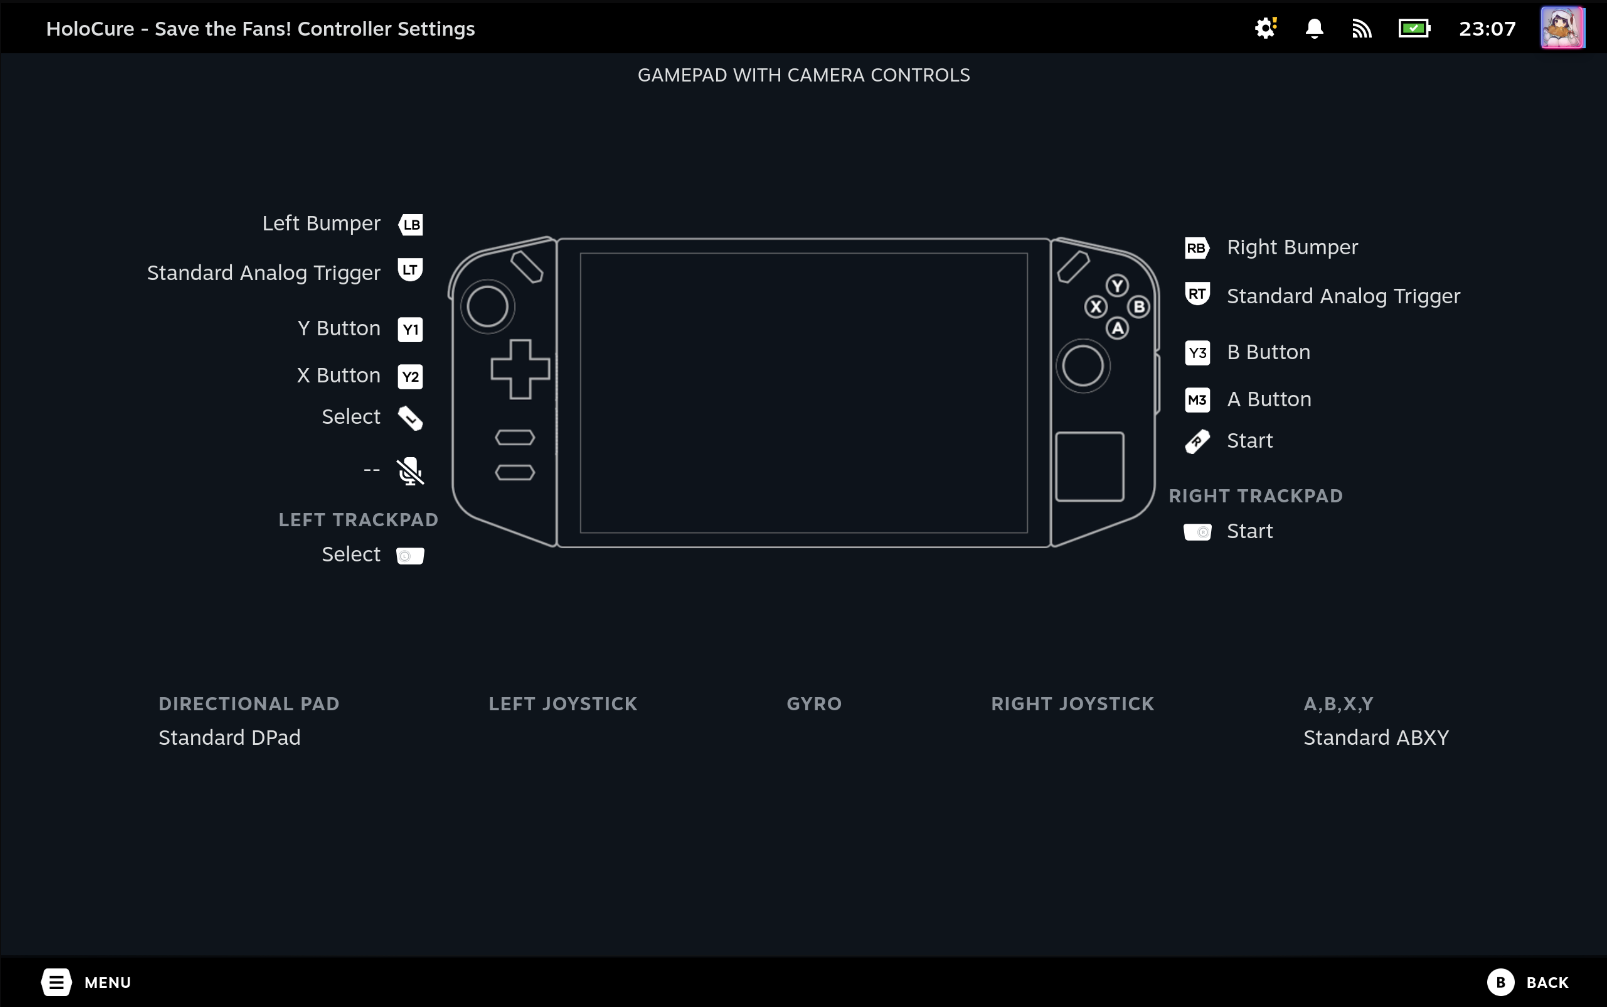 HoloCure - Save the Fans! Controller Settings
23:07
GAMEPAD WITH CAMERA CONTROLS
Left Bumper LB
Standard Analog Trigger LT
Y Button Y1
X Button Y2
Select L
--
LEFT TRACKPAD
Select
Y
X B
A
RB Right Bumper
RT Standard Analog Trigger
Y3 B Button
M3 A Button
R Start
RIGHT TRACKPAD
Start
DIRECTIONAL PAD
Standard DPad
LEFT JOYSTICK
GYRO
RIGHT JOYSTICK
A,B,X,Y
Standard ABXY
MENU
B BACK